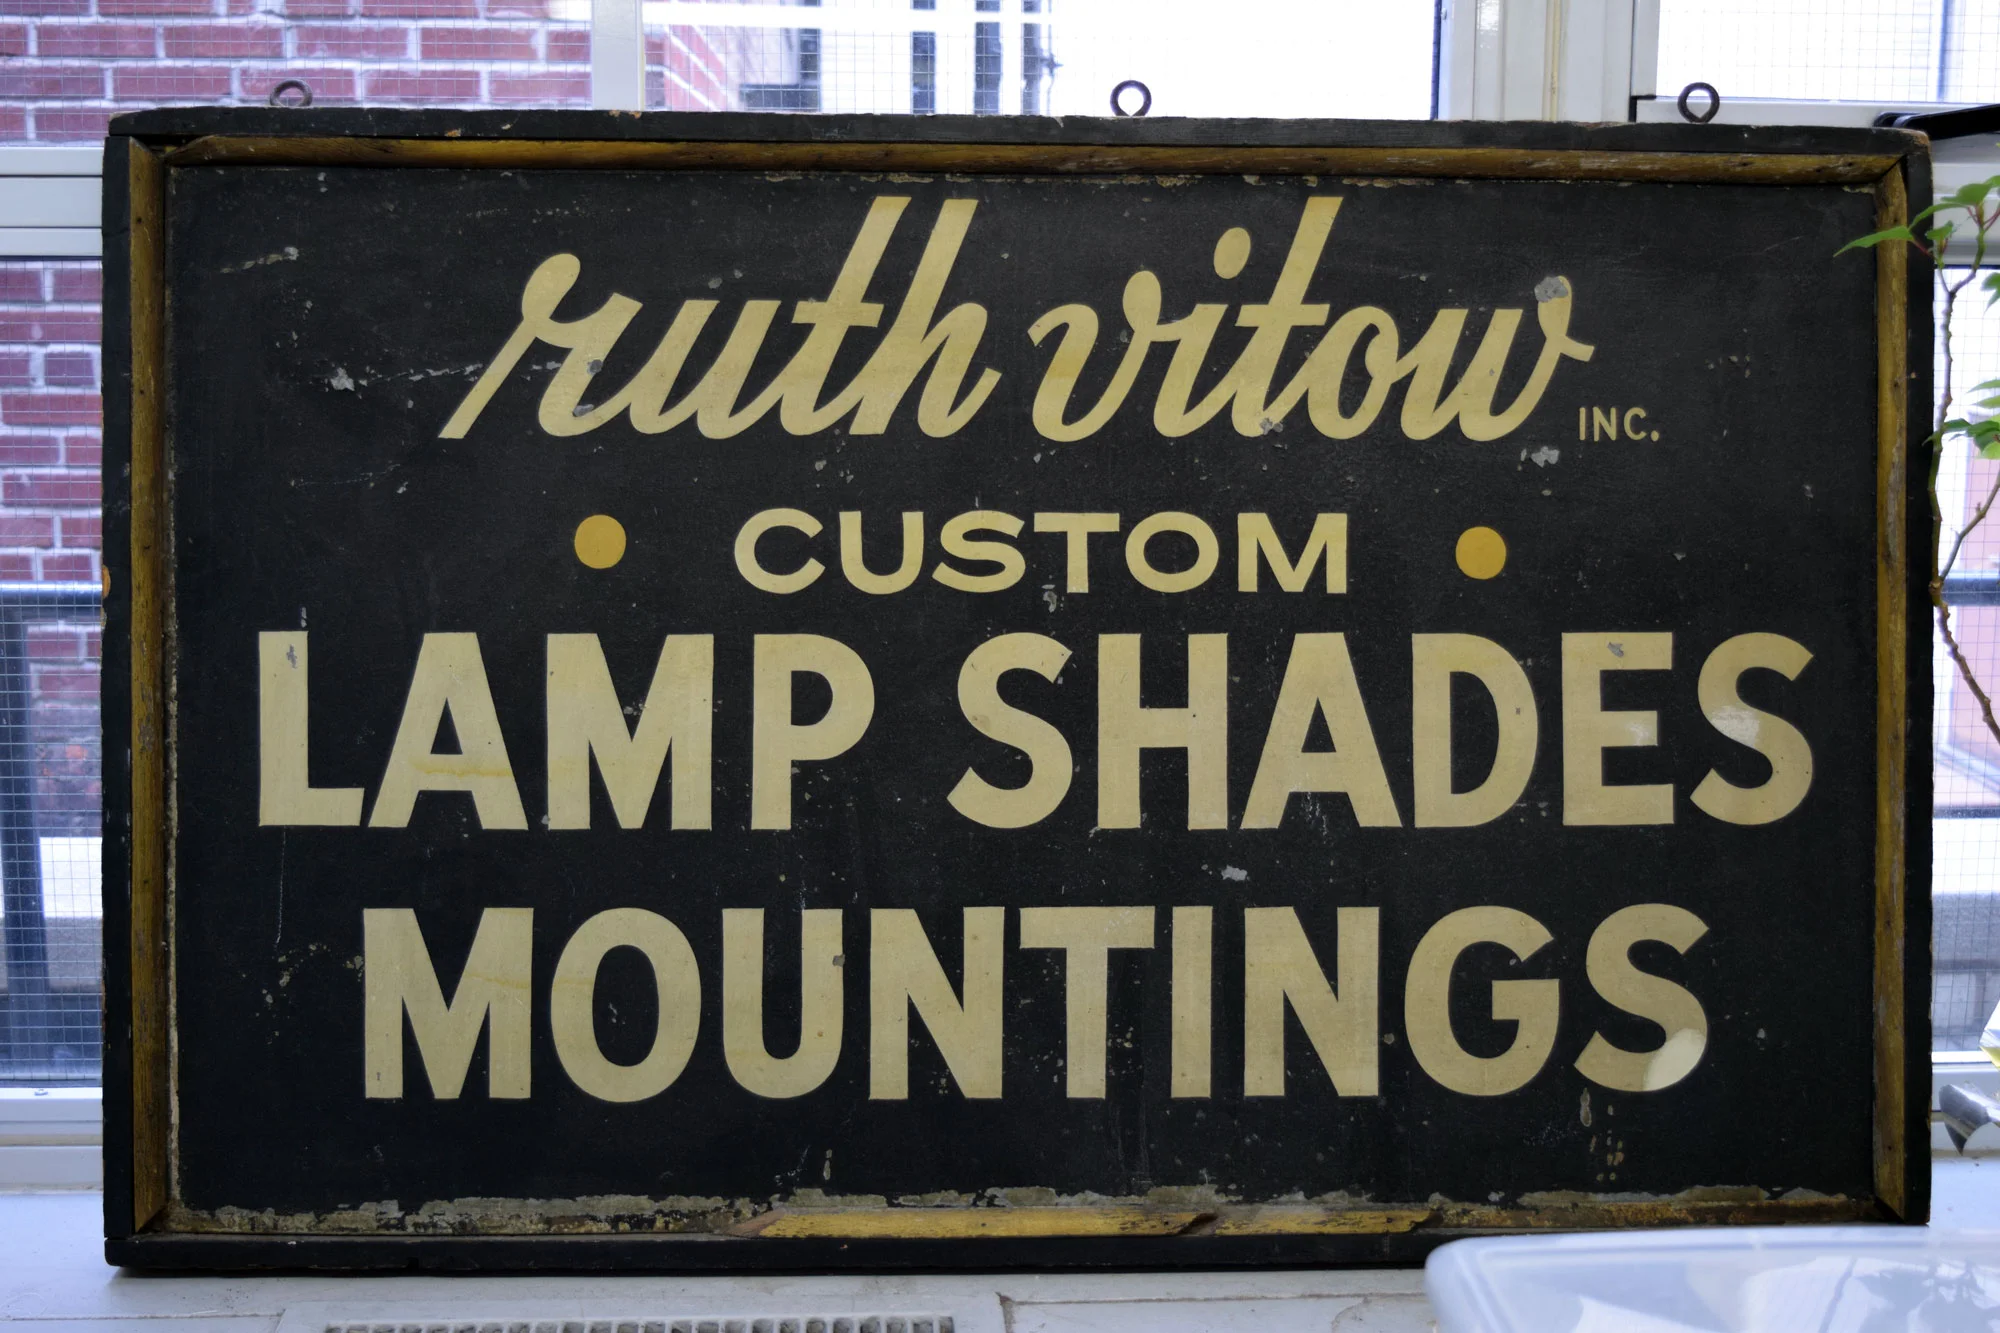 ruth vitow INC.
• CUSTOM •
LAMP SHADES
MOUNTINGS